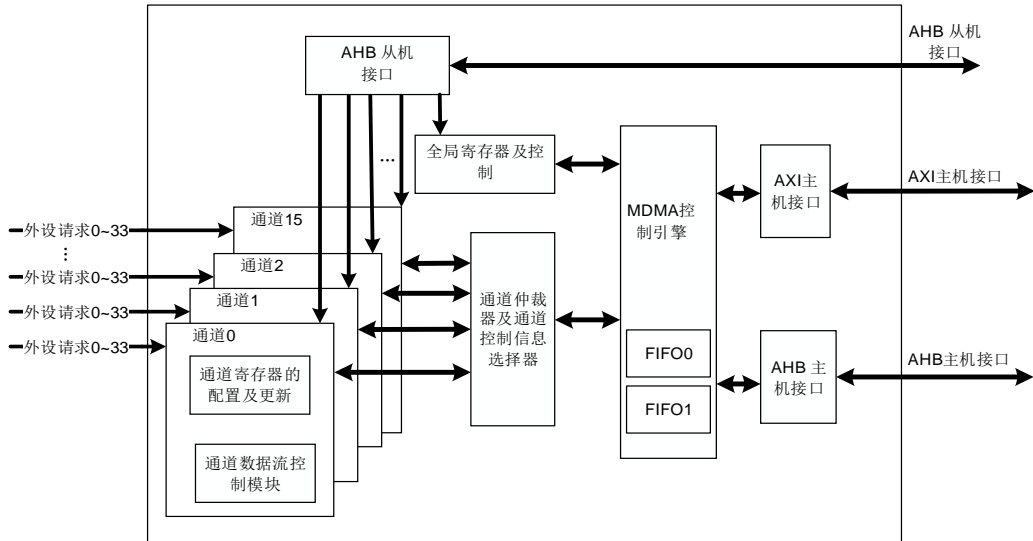 AHB 从机
接口
AHB 从机
接口
全局寄存器及控
制
...
MDMA控
制引擎
AXI主
机接口
AXI主机接口
通道15
外设请求0~33
...
通道2
外设请求0~33
通道1
外设请求0~33
通道0
外设请求0~33
通道仲裁
器及通道
控制信息
选择器
FIFO0
FIFO1
AHB 主
机接口
AHB主机接口
通道寄存器的
配置及更新
通道数据流控
制模块